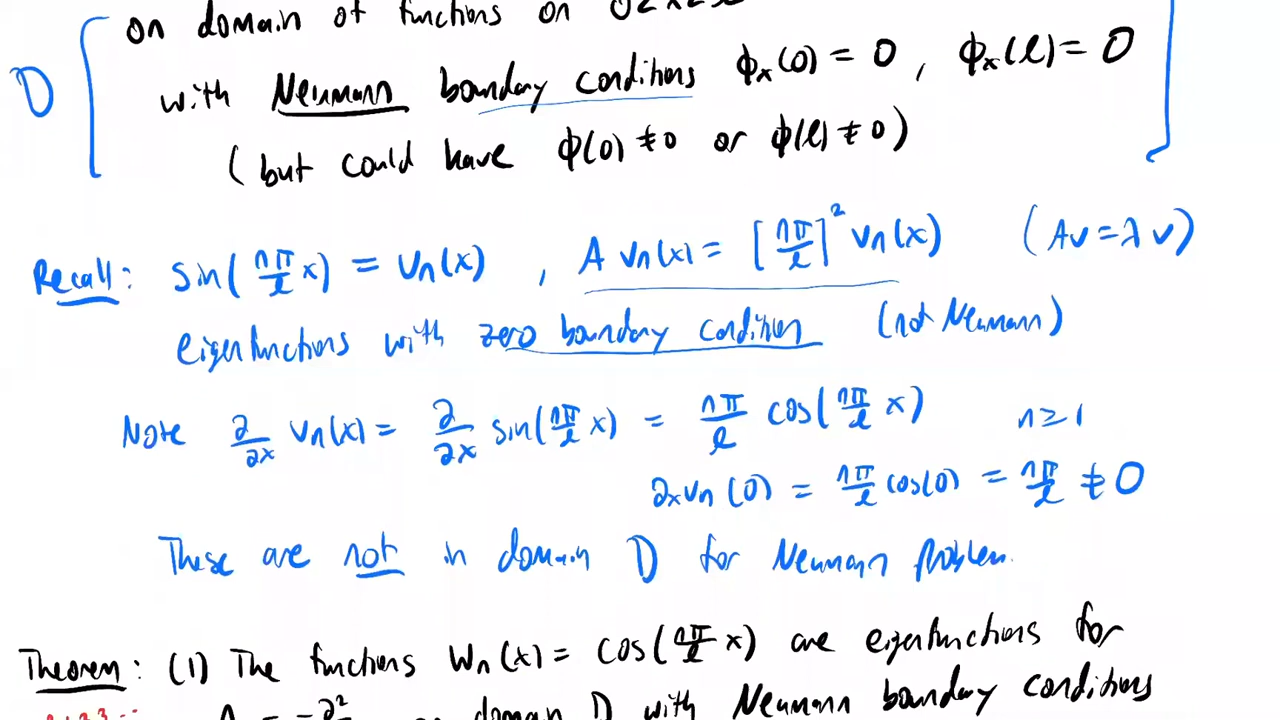 on domain of functions on
D
with Neumann boundary conditions ϕₓ(0) = 0 , ϕₓ(ℓ) = 0
(but could have ϕ(0) ≠ 0 or ϕ(ℓ) ≠ 0)
Recall: sin(nπ/ℓ x) = vₙ(x) , A vₙ(x) = [nπ/ℓ]² vₙ(x) (Av = λv)
eigenfunctions with zero boundary condition (not Neumann)
Note ∂/∂x vₙ(x) = ∂/∂x sin(nπ/ℓ x) = nπ/ℓ cos(nπ/ℓ x) n ≥ 1
∂ₓvₙ(0) = nπ/ℓ cos(0) = nπ/ℓ ≠ 0
These are not in domain D for Neumann Problem.
Theorem: (1) The functions Wₙ(x) = cos(nπ/ℓ x) are eigenfunctions for
domain D with Neumann boundary conditions